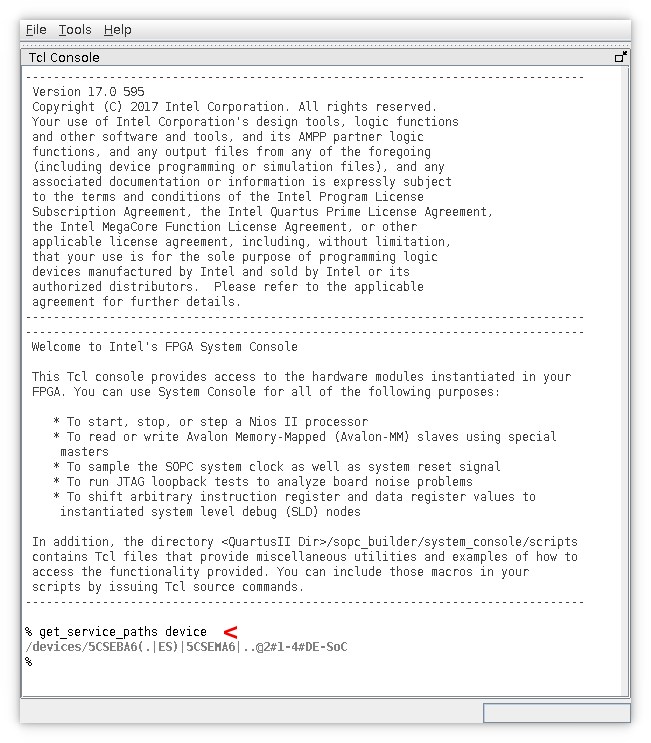 File Tools Help
Tcl Console
--------------------------------------------------------------------------------
Version 17.0 595
Copyright (C) 2017 Intel Corporation. All rights reserved.
Your use of Intel Corporation's design tools, logic functions
and other software and tools, and its AMPP partner logic
functions, and any output files from any of the foregoing
(including device programming or simulation files), and any
associated documentation or information is expressly subject
to the terms and conditions of the Intel Program License
Subscription Agreement, the Intel Quartus Prime License Agreement,
the Intel MegaCore Function License Agreement, or other
applicable license agreement, including, without limitation,
that your use is for the sole purpose of programming logic
devices manufactured by Intel and sold by Intel or its
authorized distributors.  Please refer to the applicable
agreement for further details.
--------------------------------------------------------------------------------
--------------------------------------------------------------------------------
Welcome to Intel's FPGA System Console
This Tcl console provides access to the hardware modules instantiated in your
FPGA. You can use System Console for all of the following purposes:
* To start, stop, or step a Nios II processor
* To read or write Avalon Memory-Mapped (Avalon-MM) slaves using special
masters
* To sample the SOPC system clock as well as system reset signal
* To run JTAG loopback tests to analyze board noise problems
* To shift arbitrary instruction register and data register values to
instantiated system level debug (SLD) nodes
In addition, the directory <QuartusII Dir>/sopc_builder/system_console/scripts
contains Tcl files that provide miscellaneous utilities and examples of how to
access the functionality provided. You can include those macros in your
scripts by issuing Tcl source commands.
--------------------------------------------------------------------------------
% get_service_paths device <
/devices/5CSEBA6(.|ES)|5CSEMA6|..@2#1-4#DE-SoC
%